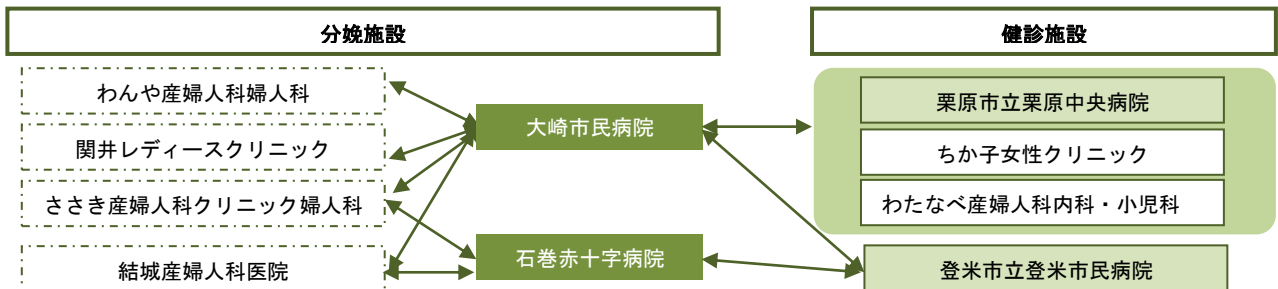 分娩施設
健診施設
わんや産婦人科婦人科
関井レディースクリニック
ささき産婦人科クリニック婦人科
結城産婦人科医院
大崎市民病院
石巻赤十字病院
栗原市立栗原中央病院
ちか子女性クリニック
わたなべ産婦人科内科・小児科
登米市立登米市民病院